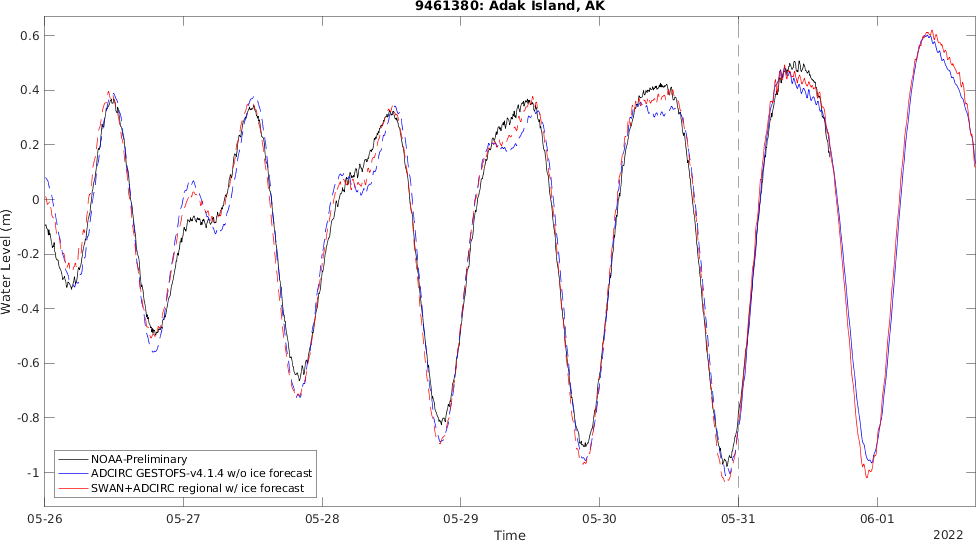 9461380: Adak Island, AK
0.6
0.4
0.2
0
-0.2
-0.4
-0.6
-0.8
-1
Water Level (m)
NOAA-Preliminary
ADCIRC GESTOFS-v4.1.4 w/o ice forecast
SWAN+ADCIRC regional w/ ice forecast
05-26 05-27 05-28 05-29 05-30 05-31 06-01
Time
2022